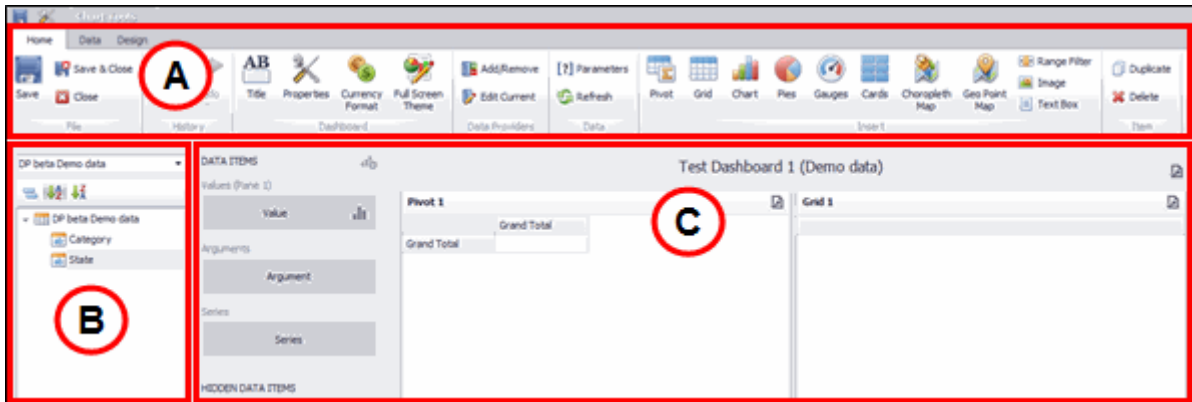 Home Data Design
Save
Save & Close
Close
File
History
AB
Title
Properties
Currency Format
Full Screen Theme
Dashboard
Add/Remove
Edit Current
Data Providers
[?] Parameters
Refresh
Data
Pivot
Grid
Chart
Pies
Gauges
Cards
Choropleth Map
Geo Point Map
Range Filter
Image
Text Box
Insert
Duplicate
Delete
Item
A
DP beta Demo data
DP beta Demo data
Category
State
B
DATA ITEMS
Values (Pane 1)
Value
Arguments
Argument
Series
Series
HIDDEN DATA ITEMS
Test Dashboard 1 (Demo data)
Pivot 1
Grand Total
Grand Total
C
Grid 1